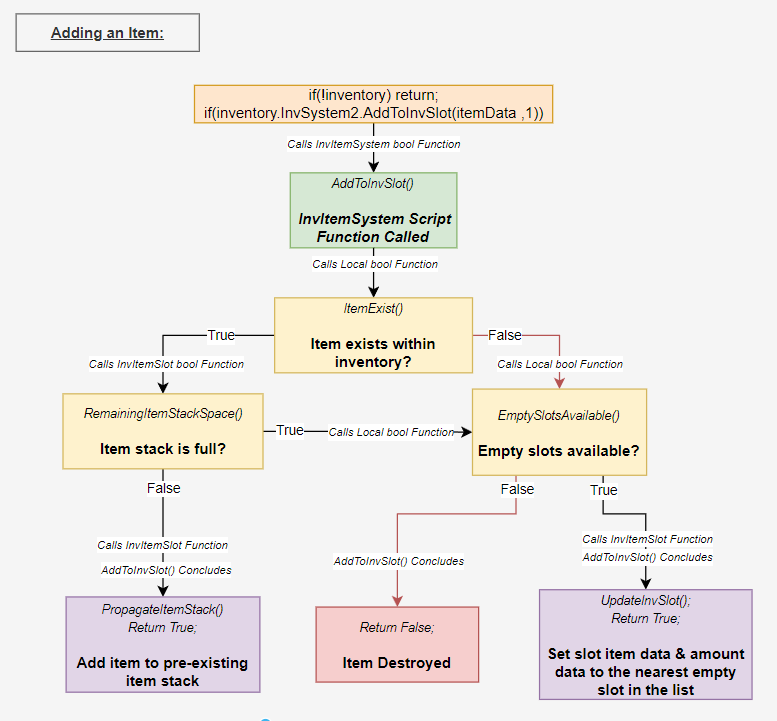 Adding an Item:
if(!inventory) return;
if(inventory.InvSystem2.AddToInvSlot(itemData ,1))
Calls InvItemSystem bool Function
AddToInvSlot()
InvItemSystem Script
Function Called
Calls Local bool Function
ItemExist()
Item exists within
inventory?
True
False
Calls InvItemSlot bool Function
Calls Local bool Function
RemainingItemStackSpace()
Item stack is full?
True
Calls Local bool Function
EmptySlotsAvailable()
Empty slots available?
False
False
True
Calls InvItemSlot Function
AddToInvSlot() Concludes
AddToInvSlot() Concludes
Calls InvItemSlot Function
AddToInvSlot() Concludes
PropagateItemStack()
Return True;
Add item to pre-existing
item stack
Return False;
Item Destroyed
UpdateInvSlot();
Return True;
Set slot item data & amount
data to the nearest empty
slot in the list